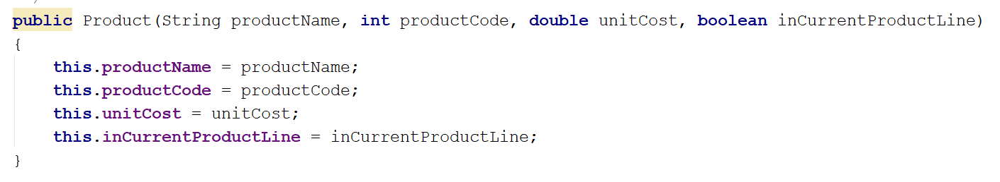 public Product(String productName, int productCode, double unitCost, boolean inCurrentProductLine)
{
this.productName = productName;
this.productCode = productCode;
this.unitCost = unitCost;
this.inCurrentProductLine = inCurrentProductLine;
}